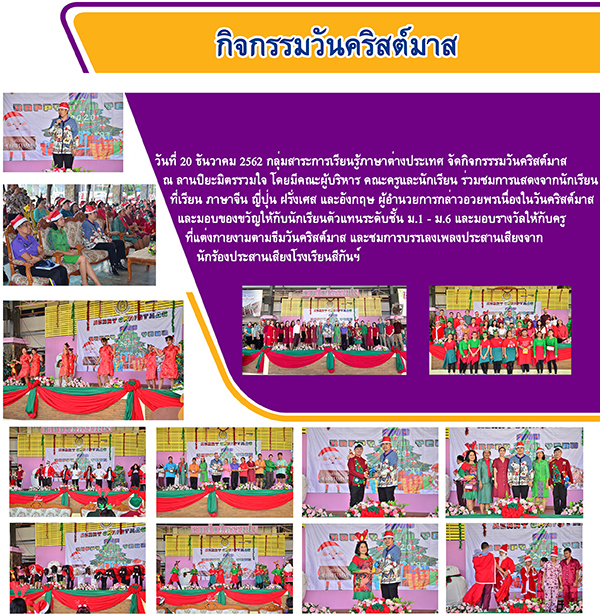 กิจกรรมวันคริสต์มาส
วันที่ 20 ธันวาคม 2562 กลุ่มสาระการเรียนรู้ภาษาต่างประเทศ จัดกิจกรรรมวันคริสต์มาส
ณ ลานปิยะมิตรรวมใจ โดยมีคณะผู้บริหาร คณะครูและนักเรียน ร่วมชมการแสดงจากนักเรียน
ที่เรียน ภาษาจีน ญี่ปุ่น ฝรั่งเศส และอังกฤษ ผู้อำนวยการกล่าวอวยพรเนื่องในวันคริสต์มาส
และมอบของขวัญให้กับนักเรียนตัวแทนระดับชั้น ม.1 - ม.6 และมอบรางวัลให้กับครู
ที่แต่งกายงามตามธีมวันคริสต์มาส และชมการบรรเลงเพลงประสานเสียงจาก
นักร้องประสานเสียงโรงเรียนสีกันฯ